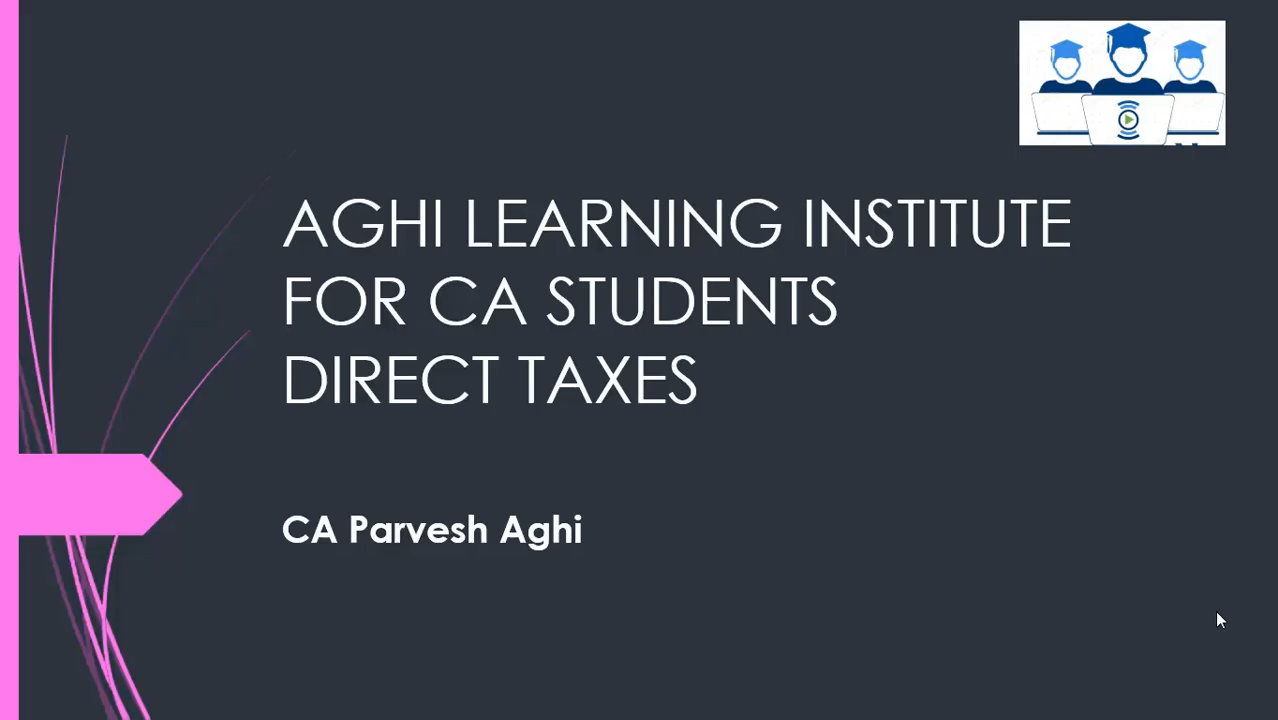 AGHI LEARNING INSTITUTE
FOR CA STUDENTS
DIRECT TAXES
CA Parvesh Aghi